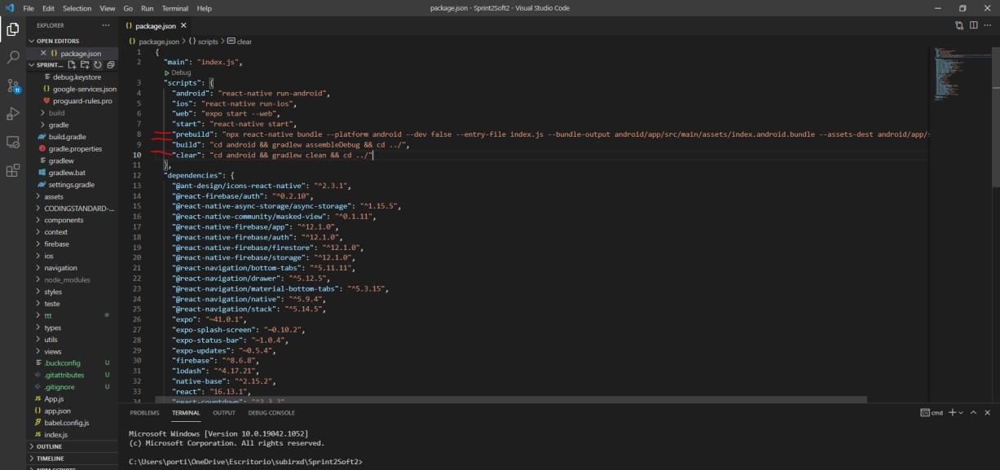 File Edit Selection View Go Run Terminal Help
package.json - Sprint2Soft2 - Visual Studio Code
EXPLORER
OPEN EDITORS
package.json
SPRINT...
debug.keystore
google-services.json
proguard-rules.pro
build
gradle
build.gradle
gradle.properties
gradlew
gradlew.bat
settings.gradle
assets
CODINGSTANDARD-...
components
context
firebase
ios
navigation
node_modules
styles
teste
ttt
types
utils
views
.buckconfig U
.gitattributes U
.gitignore U
App.js
app.json
babel.config.js
index.js
OUTLINE
TIMELINE
NPM SCRIPTS
11
package.json
package.json > {} scripts > clear
1 {
2 "main": "index.js",
Debug
3 "scripts": {
4 "android": "react-native run-android",
5 "ios": "react-native run-ios",
6 "web": "expo start --web",
7 "start": "react-native start",
8 "prebuild": "npx react-native bundle --platform android --dev false --entry-file index.js --bundle-output android/app/src/main/assets/index.android.bundle --assets-dest android/app/s
9 "build": "cd android && gradlew assembleDebug && cd ../",
10 "clear": "cd android && gradlew clean && cd ../"
11 },
12 "dependencies": {
13 "@ant-design/icons-react-native": "^2.3.1",
14 "@react-firebase/auth": "^0.2.10",
15 "@react-native-async-storage/async-storage": "^1.15.5",
16 "@react-native-community/masked-view": "^0.1.11",
17 "@react-native-firebase/app": "^12.1.0",
18 "@react-native-firebase/auth": "^12.1.0",
19 "@react-native-firebase/firestore": "^12.1.0",
20 "@react-native-firebase/storage": "^12.1.0",
21 "@react-navigation/bottom-tabs": "^5.11.11",
22 "@react-navigation/drawer": "^5.12.5",
23 "@react-navigation/material-bottom-tabs": "^5.3.15",
24 "@react-navigation/native": "^5.9.4",
25 "@react-navigation/stack": "^5.14.5",
26 "expo": "~41.0.1",
27 "expo-splash-screen": "~0.10.2",
28 "expo-status-bar": "~1.0.4",
29 "expo-updates": "~0.5.4",
30 "firebase": "^8.6.8",
31 "lodash": "^4.17.21",
32 "native-base": "^2.15.2",
33 "react": "16.13.1",
34 "react-countdown": "^2.3.2"
PROBLEMS TERMINAL OUTPUT DEBUG CONSOLE
cmd
Microsoft Windows [Version 10.0.19042.1052]
(c) Microsoft Corporation. All rights reserved.
C:\Users\porti\OneDrive\Escritorio\subirxd\Sprint2Soft2>